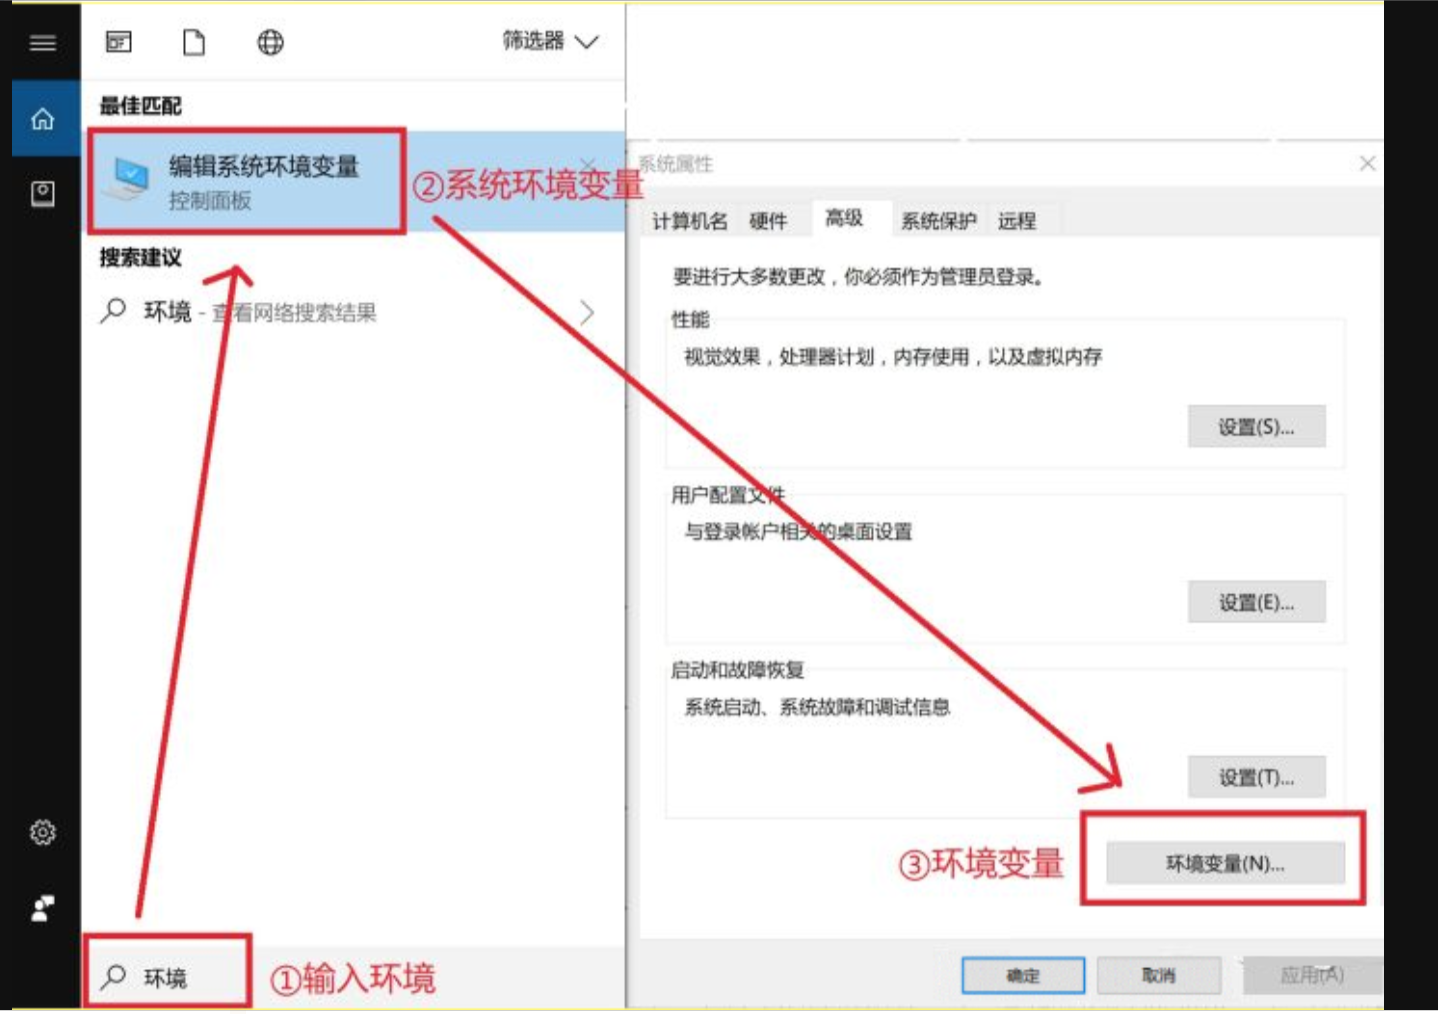 筛选器
最佳匹配
编辑系统环境变量
控制面板
②系统环境变量
搜索建议
环境 - 查看网络搜索结果
环境
①输入环境
系统属性
计算机名 硬件 高级 系统保护 远程
要进行大多数更改，你必须作为管理员登录。
性能
视觉效果，处理器计划，内存使用，以及虚拟内存
设置(S)...
用户配置文件
与登录帐户相关的桌面设置
设置(E)...
启动和故障恢复
系统启动、系统故障和调试信息
设置(T)...
③环境变量
环境变量(N)...
确定 取消 应用(A)